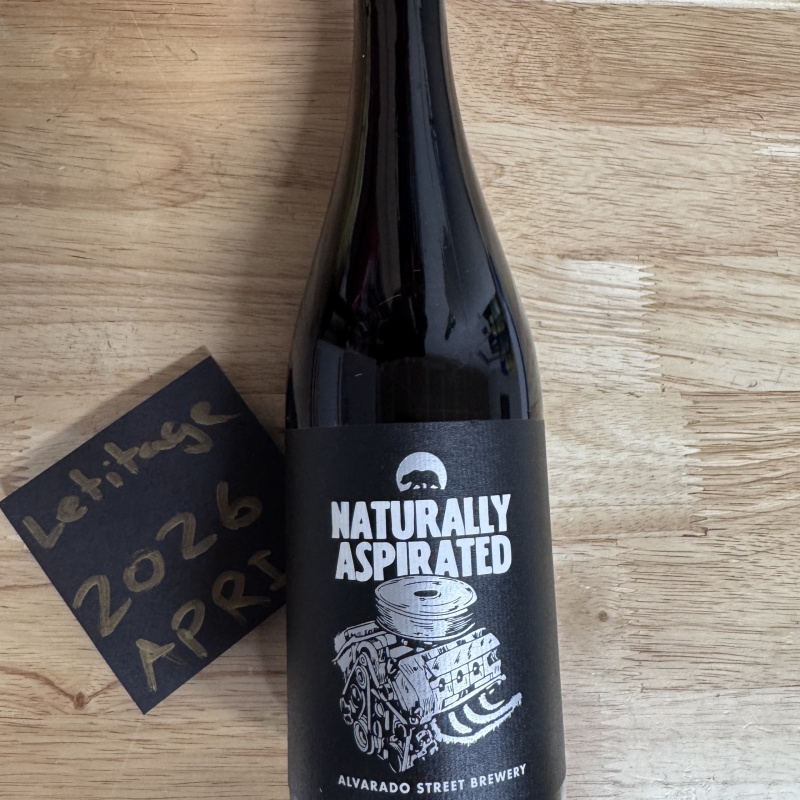 Letitage
2026
APRI
NATURALLY
ASPIRATED
ALVARADO STREET BREWERY